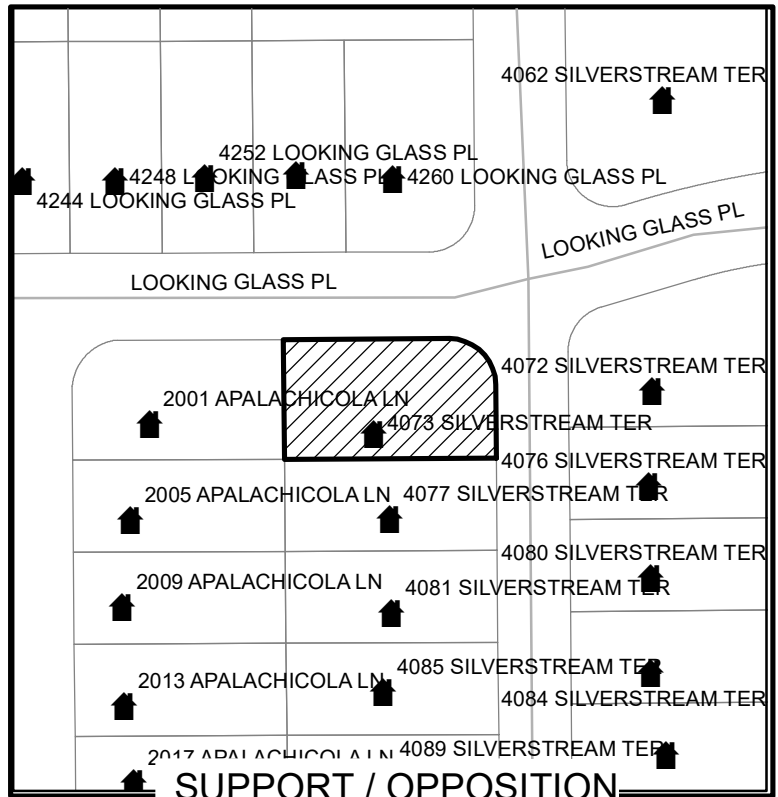 4062 SILVERSTREAM TER
4252 LOOKING GLASS PL
4248 LOOKING GLASS PL
4260 LOOKING GLASS PL
4244 LOOKING GLASS PL
LOOKING GLASS PL
LOOKING GLASS PL
4072 SILVERSTREAM TER
2001 APALACHICOLA LN
4073 SILVERSTREAM TER
4076 SILVERSTREAM TER
2005 APALACHICOLA LN
4077 SILVERSTREAM TER
4080 SILVERSTREAM TER
2009 APALACHICOLA LN
4081 SILVERSTREAM TER
4085 SILVERSTREAM TER
2013 APALACHICOLA LN
4084 SILVERSTREAM TER
4089 SILVERSTREAM TER
2017 APALACHICOLA LN
SUPPORT / OPPOSITION